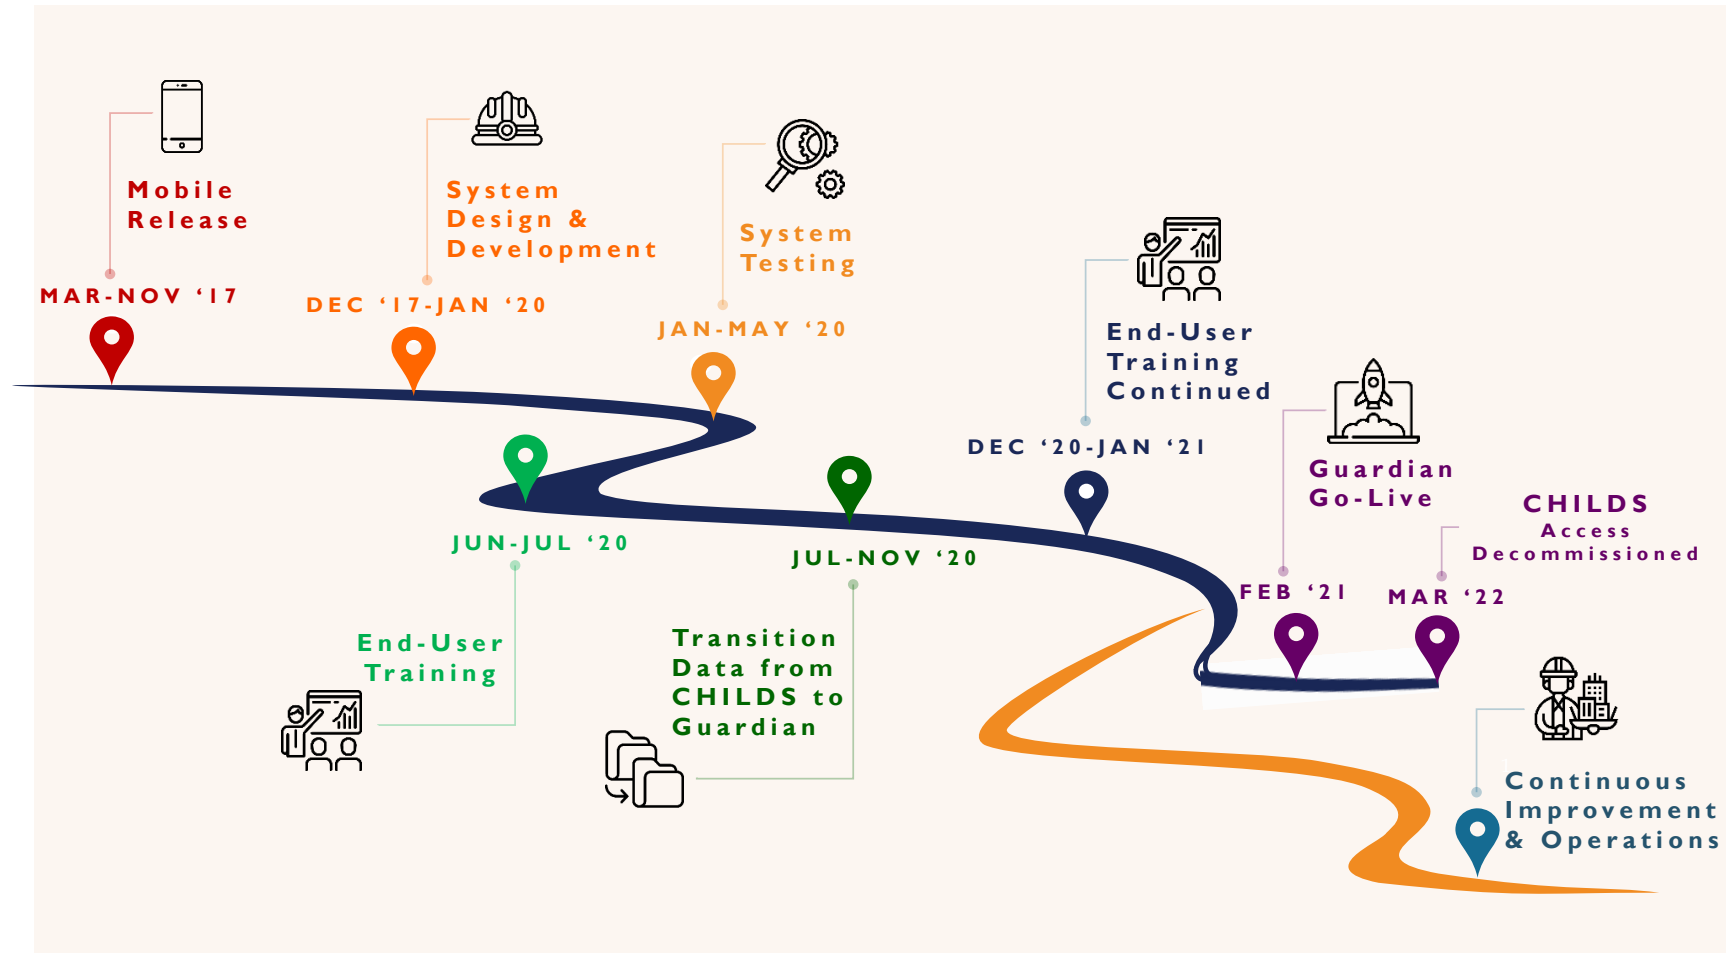 Mobile
Release
MAR-NOV ‘17
System
Design &
Development
DEC ‘17-JAN ‘20
System
Testing
JAN-MAY ‘20
JUN-JUL ‘20
End-User
Training
JUL-NOV ‘20
Transition
Data from
CHILDS to
Guardian
End-User
Training
Continued
DEC ‘20-JAN ‘21
Guardian
Go-Live
FEB ‘21
CHILDS
Access
Decommissioned
MAR ‘22
Continuous
Improvement
& Operations